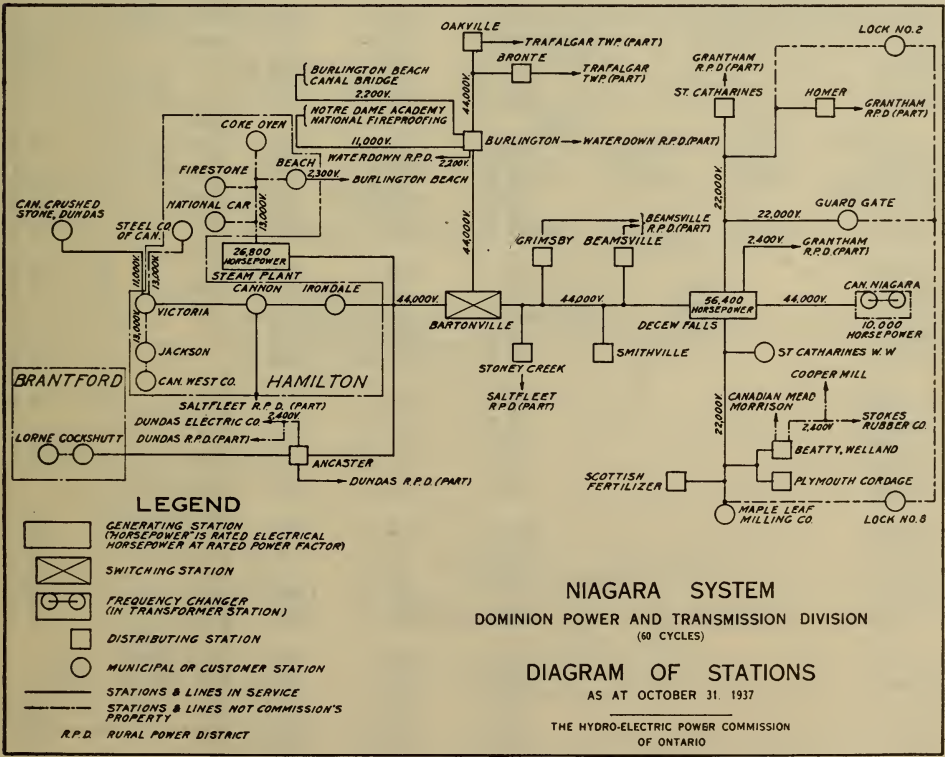 OAKVILLE
TRAFALGAR TWP. (PART)
BRONTE
TRAFALGAR
TWP. (PART)
44,000V.
BURLINGTON BEACH
CANAL BRIDGE
2,200V.
NOTRE DAME ACADEMY
NATIONAL FIREPROOFING
11,000V.
BURLINGTON
WATERDOWN R.P.D. (PART)
WATERDOWN R.P.D.
2,200V.
44,000V.
LOCK NO. 2
GRANTHAM
R.P.D. (PART)
ST. CATHARINES
HOMER
GRANTHAM
R.P.D. (PART)
22,000V.
22,000V.
GUARD GATE
2,400V.
GRANTHAM
R.P.D. (PART)
COKE OVEN
BEACH
2,300V.
BURLINGTON BEACH
FIRESTONE
NATIONAL CAR
13,000V.
26,800
HORSEPOWER
STEAM PLANT
CAN. CRUSHED
STONE, DUNDAS
STEEL CO
OF CAN.
11,000V.
13,000V.
VICTORIA
CANNON
IRONDALE
44,000V.
BARTONVILLE
44,000V.
GRIMSBY
BEAMSVILLE
BEAMSVILLE
R.P.D. (PART)
56,400
HORSEPOWER
DECEW FALLS
44,000V.
CAN. NIAGARA
10,000
HORSEPOWER
13,000V.
JACKSON
CAN. WEST CO.
HAMILTON
SALTFLEET R.P.D. (PART)
STONEY CREEK
SALTFLEET
R.P.D. (PART)
SMITHVILLE
ST CATHARINES W. W
COOPER MILL
CANADIAN MEAD
MORRISON
STOKES
RUBBER CO.
2,400V.
22,000V.
BEATTY, WELLAND
PLYMOUTH CORDAGE
SCOTTISH
FERTILIZER
MAPLE LEAF
MILLING CO.
LOCK NO. 8
BRANTFORD
LORNE COCKSHUTT
DUNDAS ELECTRIC CO.
2,400V.
DUNDAS R.P.D. (PART)
ANCASTER
DUNDAS R.P.D. (PART)
LEGEND
GENERATING STATION
("HORSEPOWER" IS RATED ELECTRICAL
HORSEPOWER AT RATED POWER FACTOR)
SWITCHING STATION
FREQUENCY CHANGER
(IN TRANSFORMER STATION)
DISTRIBUTING STATION
MUNICIPAL OR CUSTOMER STATION
STATIONS & LINES IN SERVICE
STATIONS & LINES NOT COMMISSION'S
PROPERTY
R.P.D. RURAL POWER DISTRICT
NIAGARA SYSTEM
DOMINION POWER AND TRANSMISSION DIVISION
(60 CYCLES)
DIAGRAM OF STATIONS
AS AT OCTOBER 31. 1937
THE HYDRO-ELECTRIC POWER COMMISSION
OF ONTARIO